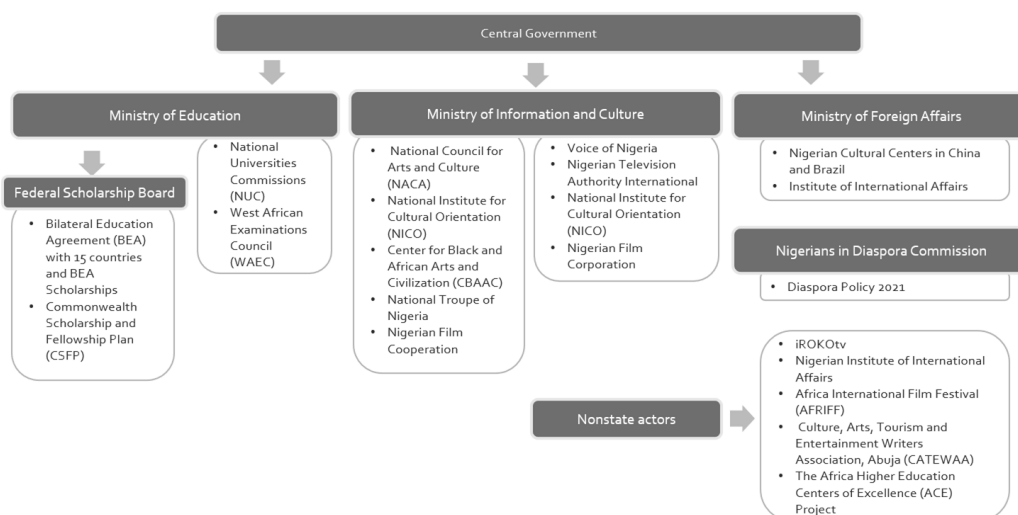 Central Government
Ministry of Education
Federal Scholarship Board
• Bilateral Education
Agreement (BEA)
with 15 countries
and BEA
Scholarships
• Commonwealth
Scholarship and
Fellowship Plan
(CSFP)
• National
Universities
Commissions
(NUC)
• West African
Examinations
Council
(WAEC)
Ministry of Information and Culture
• National Council for
Arts and Culture
(NACA)
• National Institute for
Cultural Orientation
(NICO)
• Center for Black and
African Arts and
Civilization (CBAAC)
• National Troupe of
Nigeria
• Nigerian Film
Cooperation
• Voice of Nigeria
• Nigerian Television
Authority International
• National Institute for
Cultural Orientation
(NICO)
• Nigerian Film
Corporation
Ministry of Foreign Affairs
• Nigerian Cultural Centers in China
and Brazil
• Institute of International Affairs
Nigerians in Diaspora Commission
• Diaspora Policy 2021
Nonstate actors
• iROKOtv
• Nigerian Institute of International
Affairs
• Africa International Film Festival
(AFRIFF)
• Culture, Arts, Tourism and
Entertainment Writers
Association, Abuja (CATEWAA)
• The Africa Higher Education
Centers of Excellence (ACE)
Project